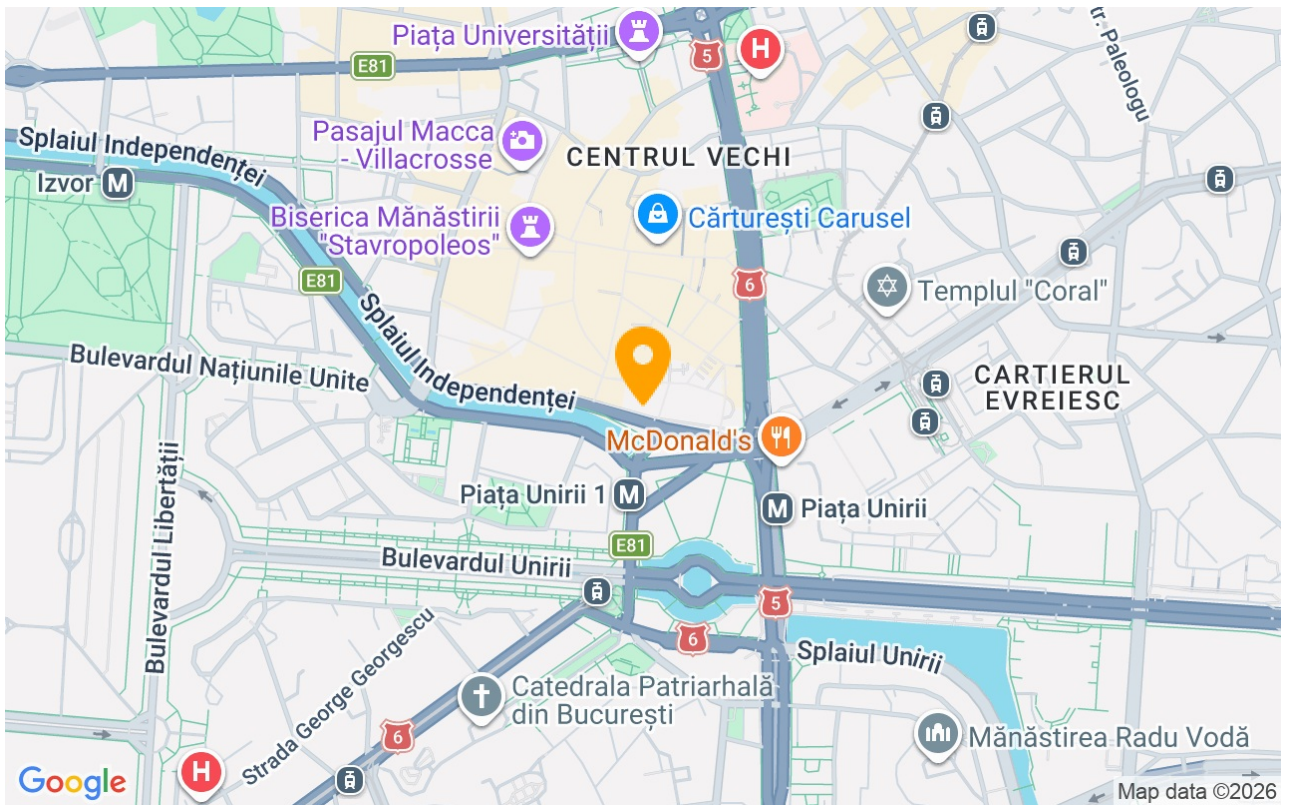 Piața Universității
5
H
E81
tr. Paleologu
Splaiul Independenței
Pasajul Macca
- Villacrosse
CENTRUL VECHI
Izvor M
Biserica Mănăstirii
"Stavropoleos"
Cărturești Carusel
E81
6
Templul "Coral"
Splaiul Independenței
Bulevardul Națiunile Unite
CARTIERUL
EVREIESC
McDonald's
Piața Unirii 1 M
M Piața Unirii
Bulevardul Libertății
E81
Bulevardul Unirii
5
6
Splaiul Unirii
Strada George Georgescu
Catedrala Patriarhală
din București
6
Mănăstirea Radu Vodă
H
Google
Map data ©2026